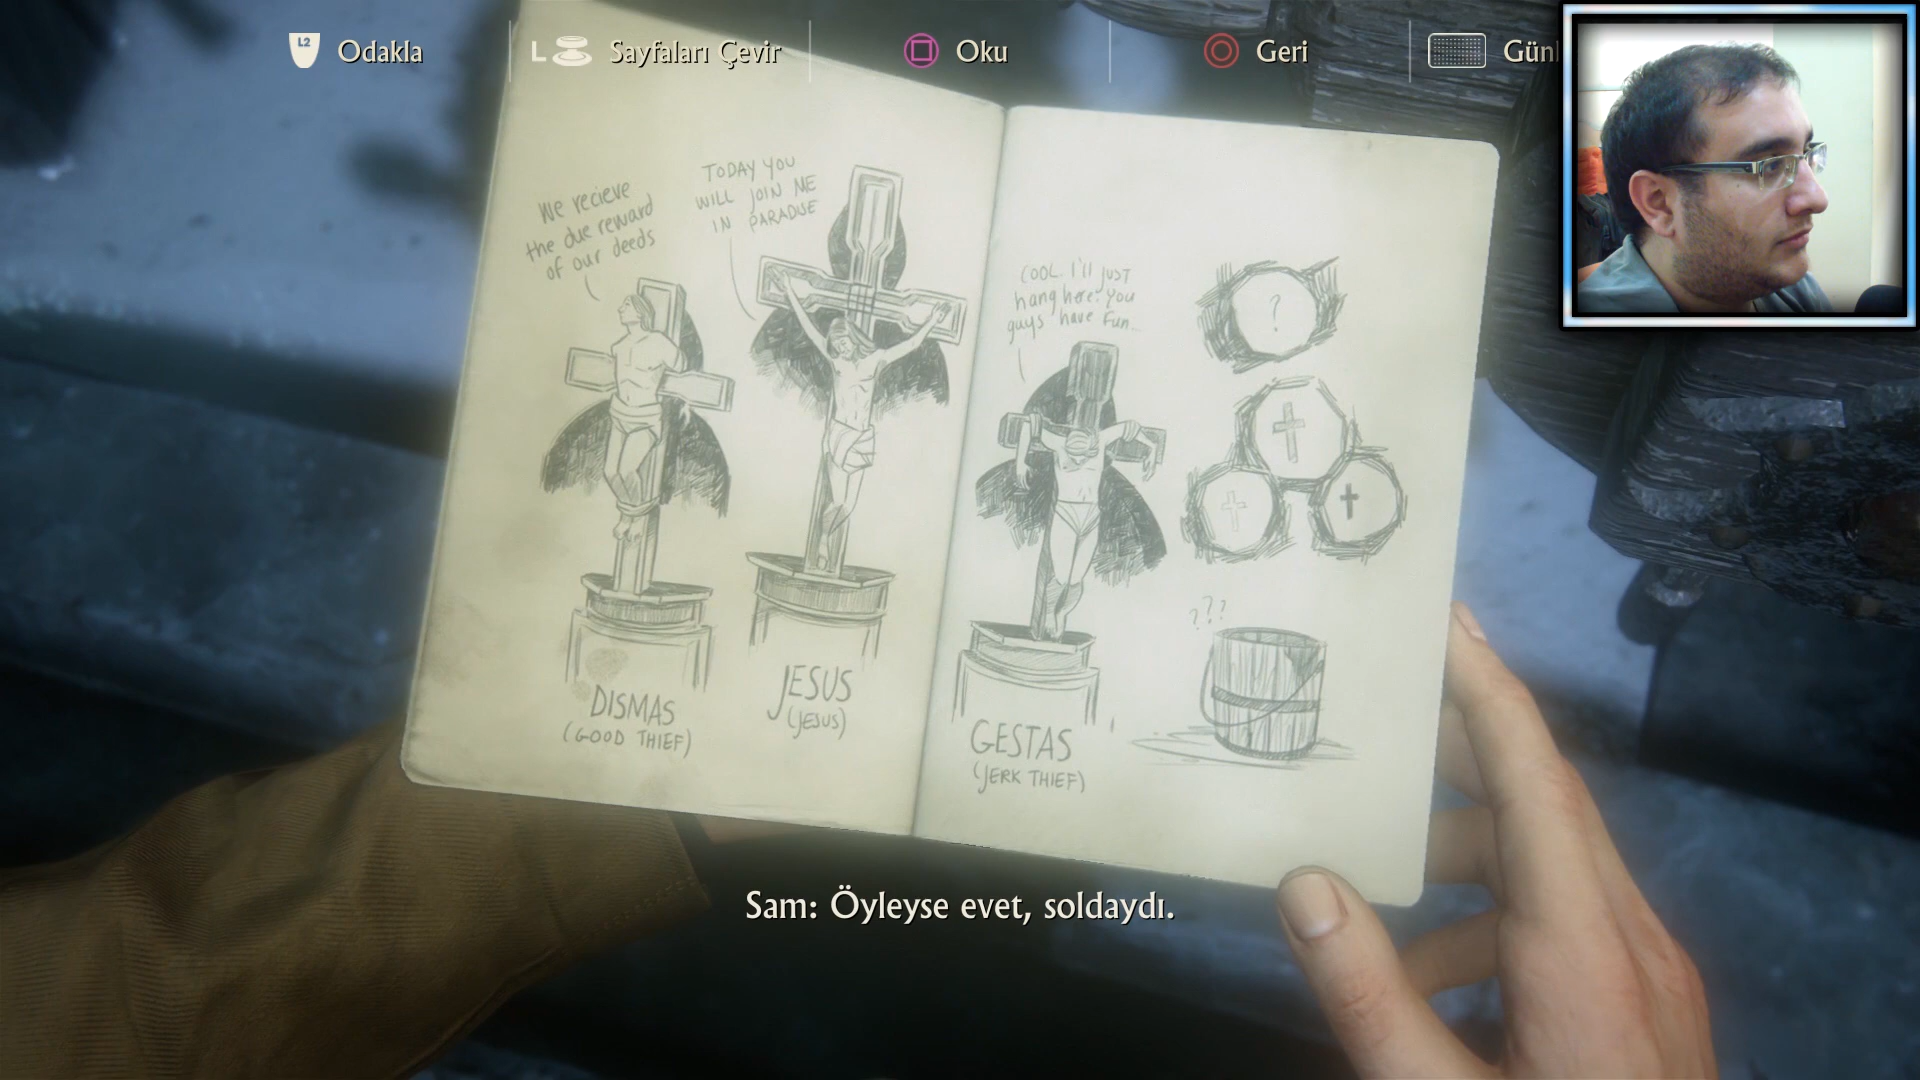 L2 Odakla
L Sayfaları Çevir
Oku
Geri
Günl
We recieve
the due reward
of our deeds
TODAY YOU
WILL JOIN ME
IN PARADISE
COOL. I'll JUST
hang here. you
guys have fun...
?
???
DISMAS
(GOOD THIEF)
JESUS
(JESUS)
GESTAS
(JERK THIEF)
Sam: Öyleyse evet, soldaydı.